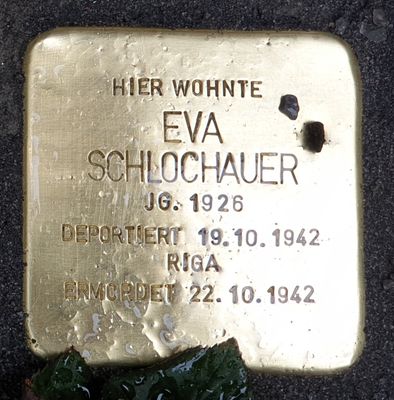 HIER WOHNTE
EVA
SCHLOCHAUER
JG. 1926
DEPORTIERT 19.10.1942
RIGA
ERMORDET 22.10.1942